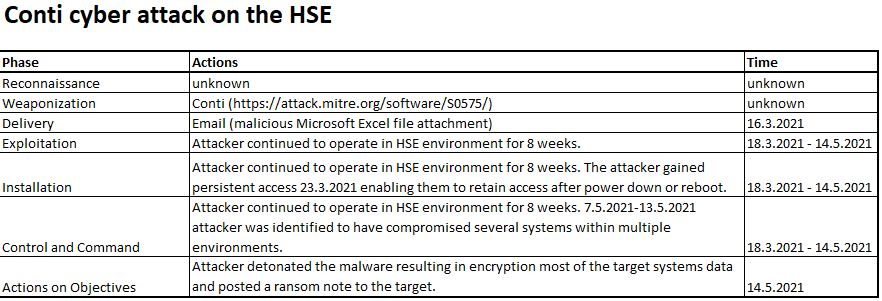 Conti cyber attack on the HSE
Phase Actions Time
Reconnaissance unknown unknown
Weaponization Conti (https://attack.mitre.org/software/S0575/) unknown
Delivery Email (malicious Microsoft Excel file attachment) 16.3.2021
Exploitation Attacker continued to operate in HSE environment for 8 weeks. 18.3.2021 - 14.5.2021
Attacker continued to operate in HSE environment for 8 weeks. The attacker gained
Installation persistent access 23.3.2021 enabling them to retain access after power down or reboot. 18.3.2021 - 14.5.2021
Attacker continued to operate in HSE environment for 8 weeks. 7.5.2021-13.5.2021
attacker was identified to have compromised several systems within multiple
Control and Command environments. 18.3.2021 - 14.5.2021
Attacker detonated the malware resulting in encryption most of the target systems data
Actions on Objectives and posted a ransom note to the target. 14.5.2021